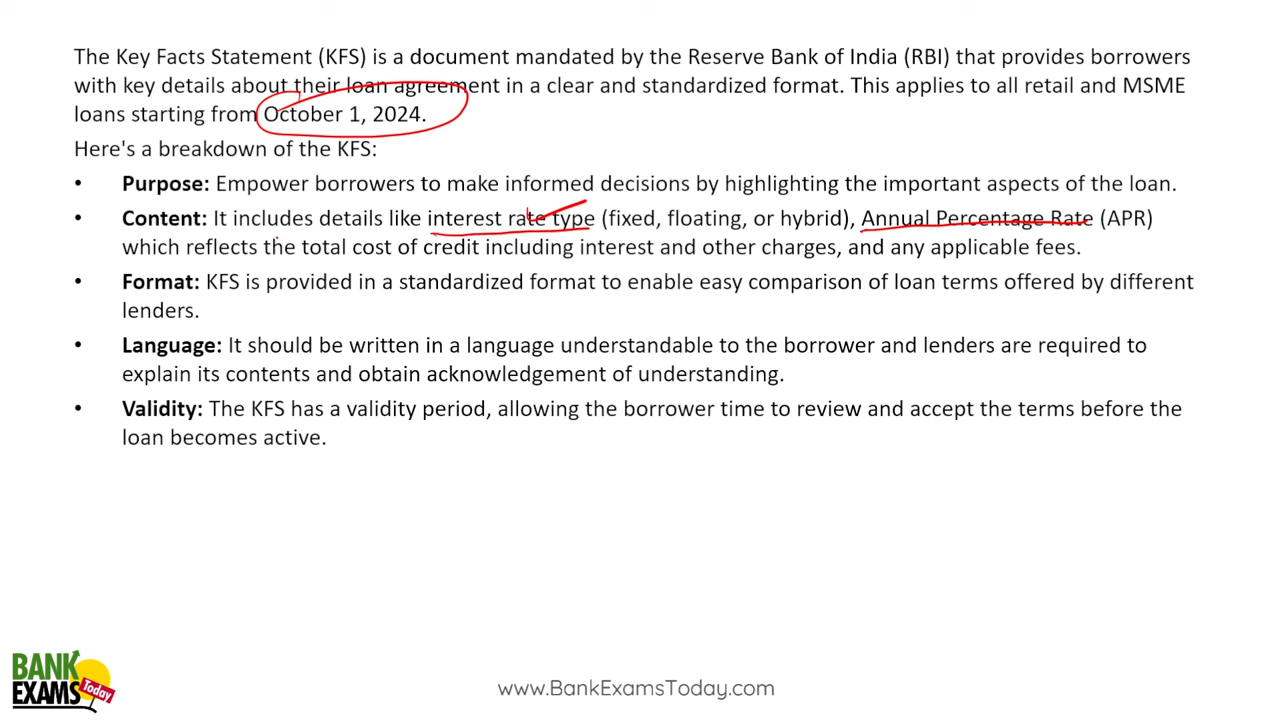 The Key Facts Statement (KFS) is a document mandated by the Reserve Bank of India (RBI) that provides borrowers
with key details about their loan agreement in a clear and standardized format. This applies to all retail and MSME
loans starting from October 1, 2024.
Here's a breakdown of the KFS:
• Purpose: Empower borrowers to make informed decisions by highlighting the important aspects of the loan.
• Content: It includes details like interest rate type (fixed, floating, or hybrid), Annual Percentage Rate (APR)
which reflects the total cost of credit including interest and other charges, and any applicable fees.
• Format: KFS is provided in a standardized format to enable easy comparison of loan terms offered by different
lenders.
• Language: It should be written in a language understandable to the borrower and lenders are required to
explain its contents and obtain acknowledgement of understanding.
• Validity: The KFS has a validity period, allowing the borrower time to review and accept the terms before the
loan becomes active.
BANK
EXAMS Today
www.BankExamsToday.com